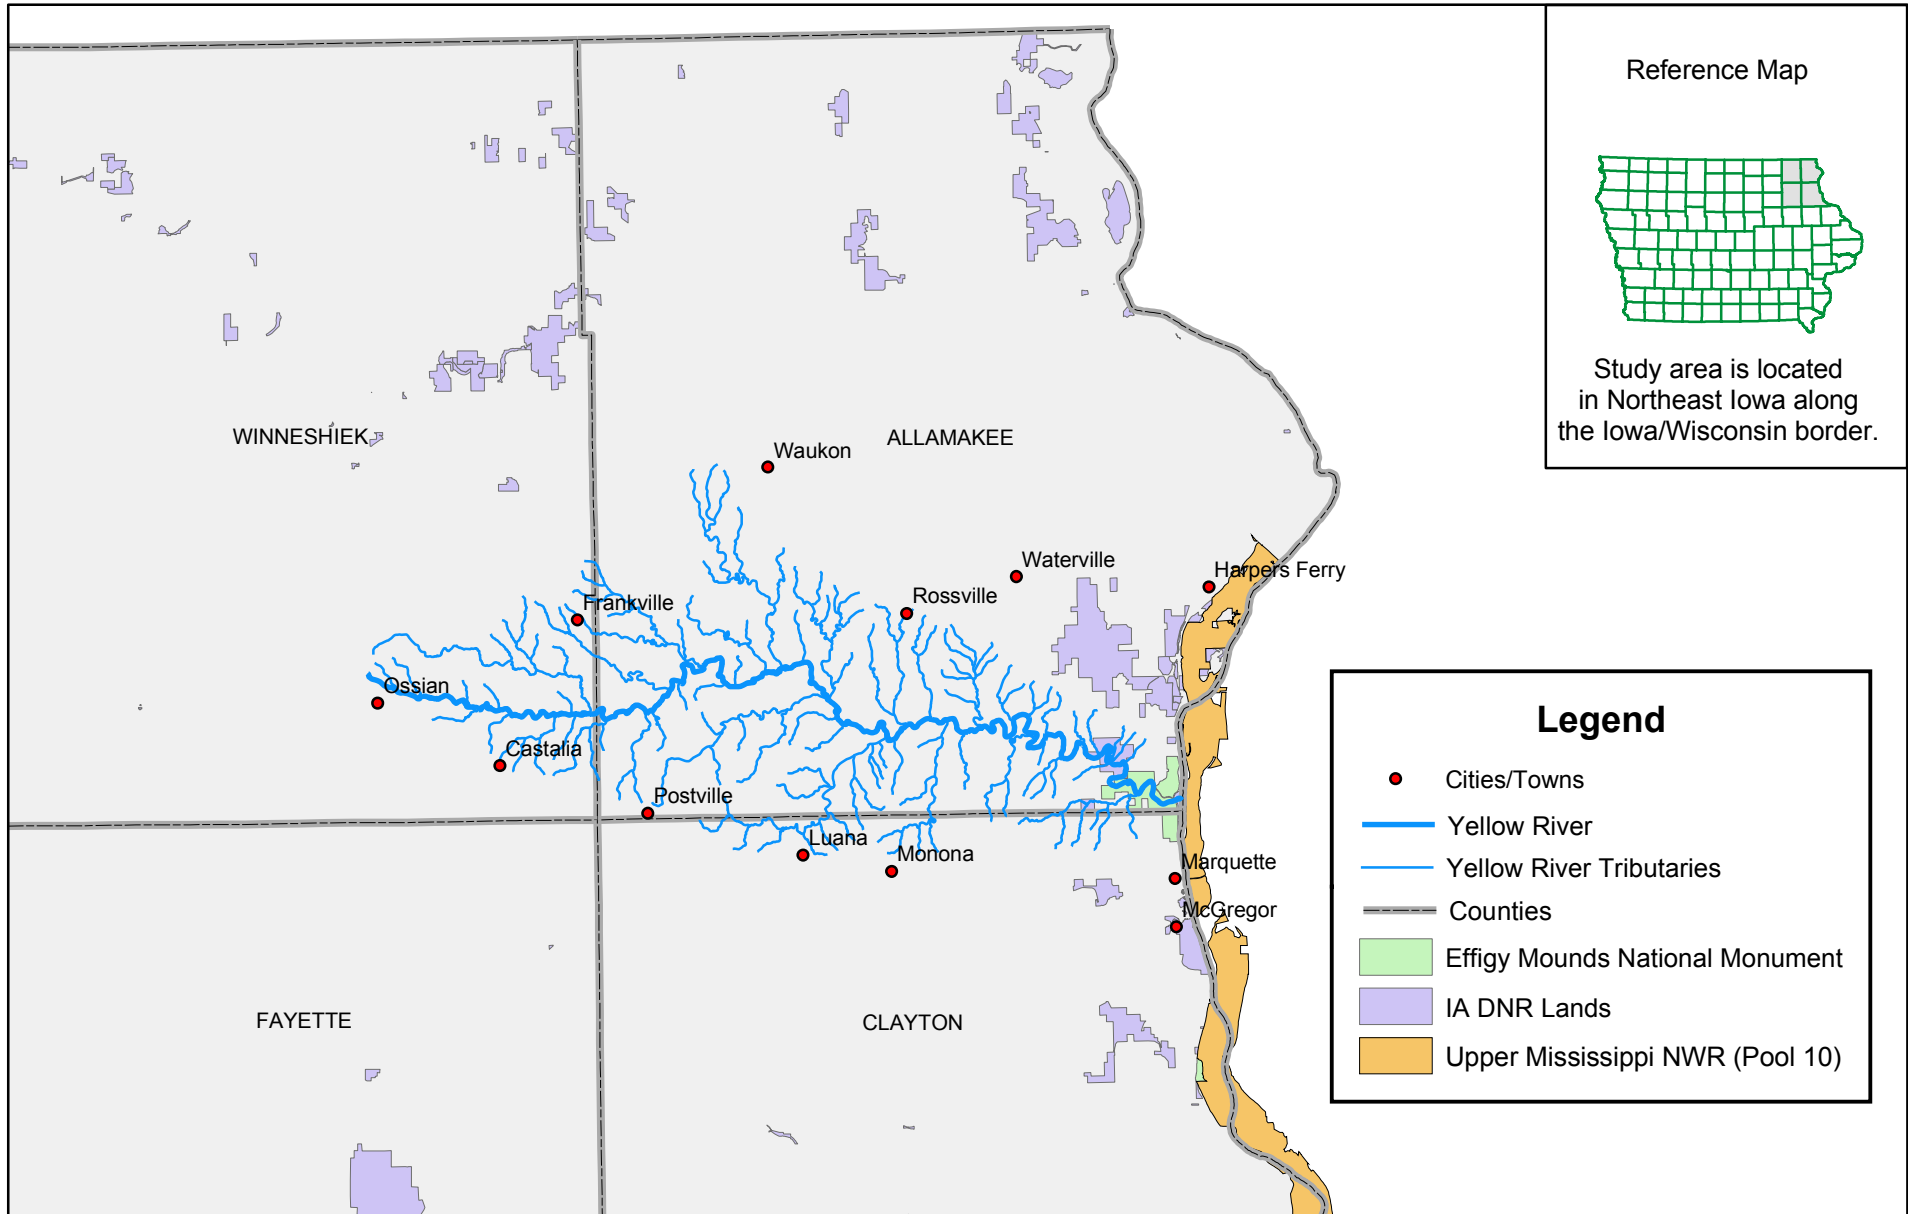 Reference Map
Study area is located
in Northeast Iowa along
the Iowa/Wisconsin border.
WINNESHIEK
ALLAMAKEE
Waukon
Waterville
Harpers Ferry
Frankville
Rossville
Ossian
Castalia
Postville
Luana
Monona
Marquette
McGregor
FAYETTE
CLAYTON
Legend
Cities/Towns
Yellow River
Yellow River Tributaries
Counties
Effigy Mounds National Monument
IA DNR Lands
Upper Mississippi NWR (Pool 10)